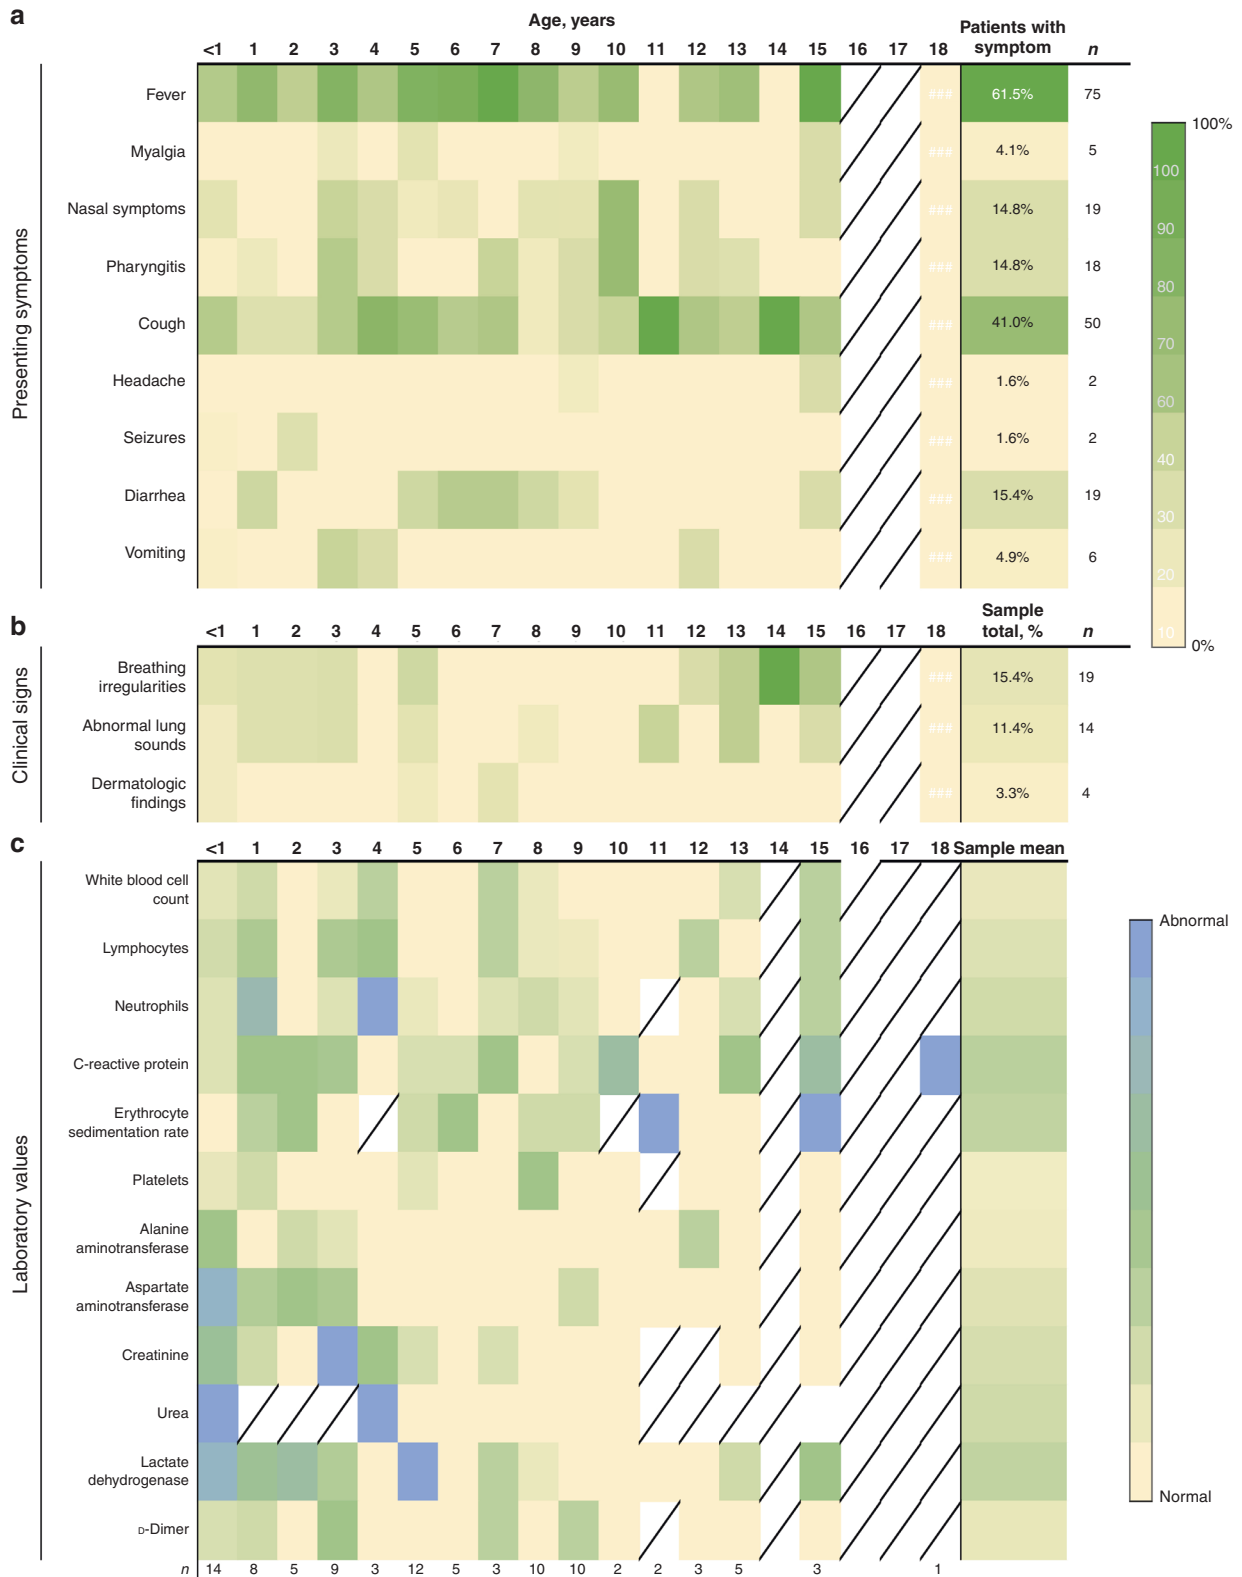 a
Age, years
<1 1 2 3 4 5 6 7 8 9 10 11 12 13 14 15 16 17 18 Patients with symptom n
Presenting symptoms
Fever ### 61.5% 75
Myalgia ### 4.1% 5
Nasal symptoms ### 14.8% 19
Pharyngitis ### 14.8% 18
Cough ### 41.0% 50
Headache ### 1.6% 2
Seizures ### 1.6% 2
Diarrhea ### 15.4% 19
Vomiting ### 4.9% 6
100%
100
90
80
70
60
40
30
20
10
0%
b
<1 1 2 3 4 5 6 7 8 9 10 11 12 13 14 15 16 17 18 Sample total, % n
Clinical signs
Breathing
irregularities ### 15.4% 19
Abnormal lung
sounds ### 11.4% 14
Dermatologic
findings ### 3.3% 4
c
<1 1 2 3 4 5 6 7 8 9 10 11 12 13 14 15 16 17 18 Sample mean
Laboratory values
White blood cell
count
Lymphocytes
Neutrophils
C-reactive protein
Erythrocyte
sedimentation rate
Platelets
Alanine
aminotransferase
Aspartate
aminotransferase
Creatinine
Urea
Lactate
dehydrogenase
D-Dimer
n 14 8 5 9 3 12 5 3 10 10 2 2 3 5 3 1
Abnormal
Normal